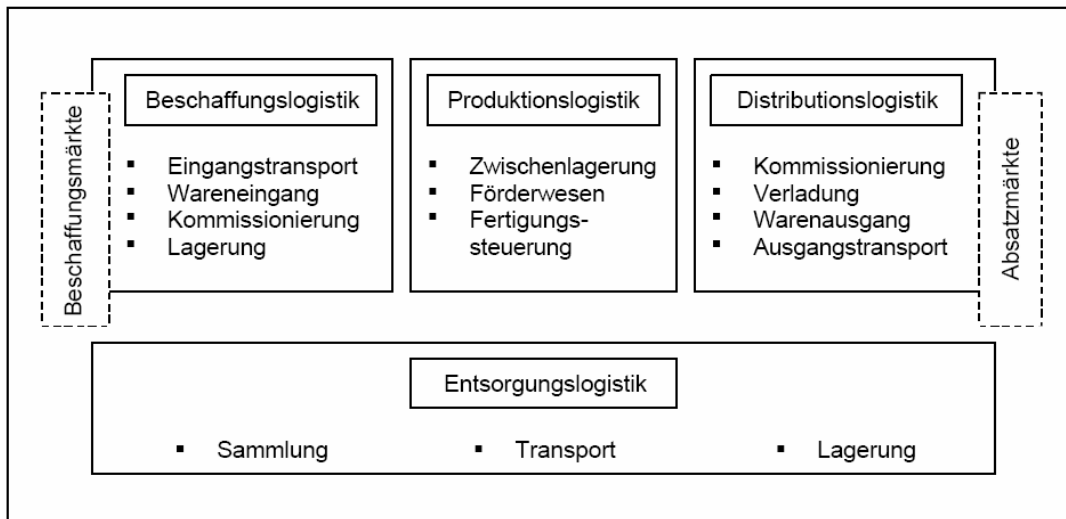 Beschaffungsmärkte
Beschaffungslogistik
▪ Eingangstransport
▪ Wareneingang
▪ Kommissionierung
▪ Lagerung
Produktionslogistik
▪ Zwischenlagerung
▪ Förderwesen
▪ Fertigungs-
steuerung
Distributionslogistik
▪ Kommissionierung
▪ Verladung
▪ Warenausgang
▪ Ausgangstransport
Absatzmärkte
Entsorgungslogistik
▪ Sammlung
▪ Transport
▪ Lagerung